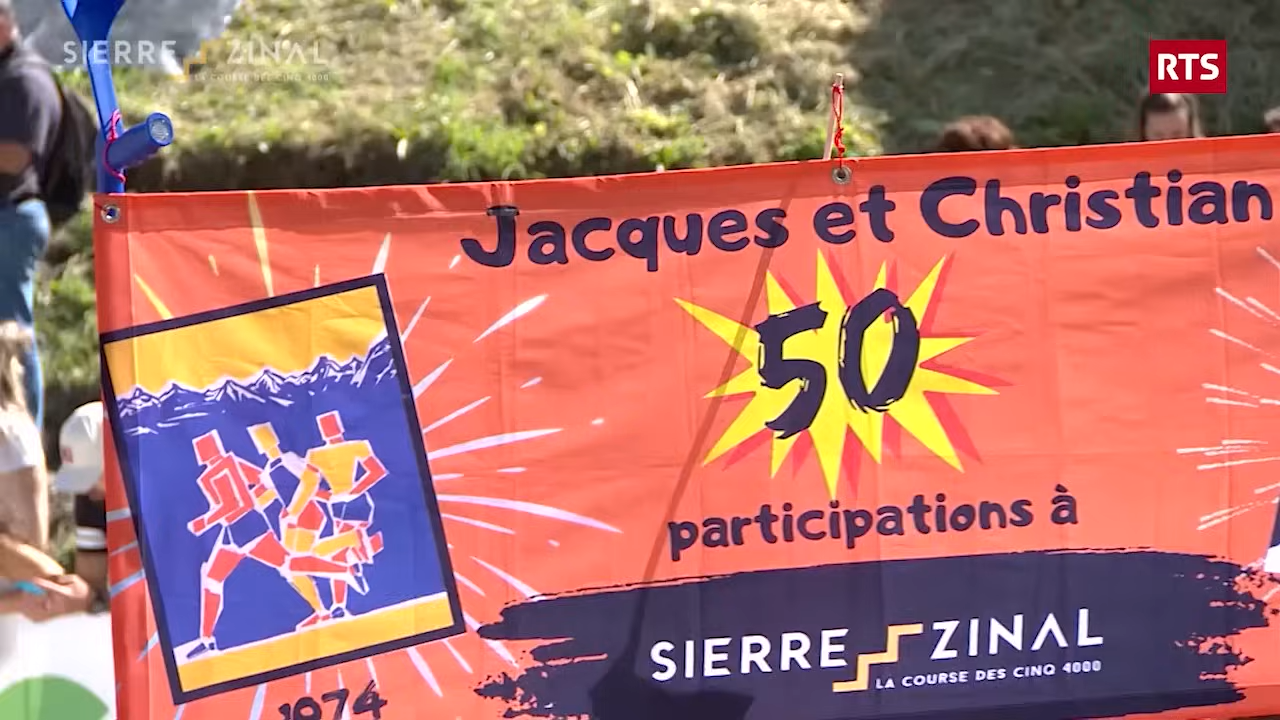 SIERRE ZINAL
LA COURSE DES CINQ 4000
RTS
Jacques et Christian
50
participations à
SIERRE ZINAL
LA COURSE DES CINQ 4000
1974